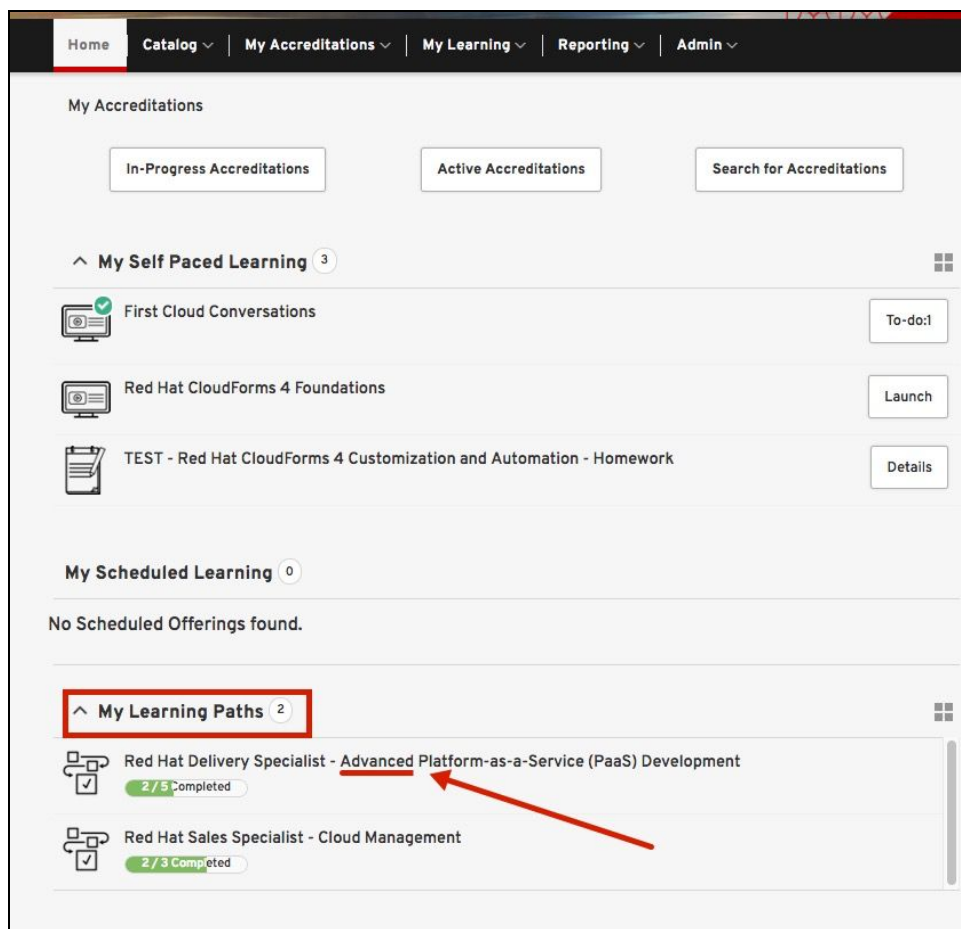 Home Catalog My Accreditations My Learning Reporting Admin
My Accreditations
In-Progress Accreditations Active Accreditations Search for Accreditations
My Self Paced Learning 3
First Cloud Conversations
To-do:1
Red Hat CloudForms 4 Foundations
Launch
TEST - Red Hat CloudForms 4 Customization and Automation - Homework
Details
My Scheduled Learning 0
No Scheduled Offerings found.
My Learning Paths 2
Red Hat Delivery Specialist - Advanced Platform-as-a-Service (PaaS) Development
2 / 5 Completed
Red Hat Sales Specialist - Cloud Management
2 / 3 Completed